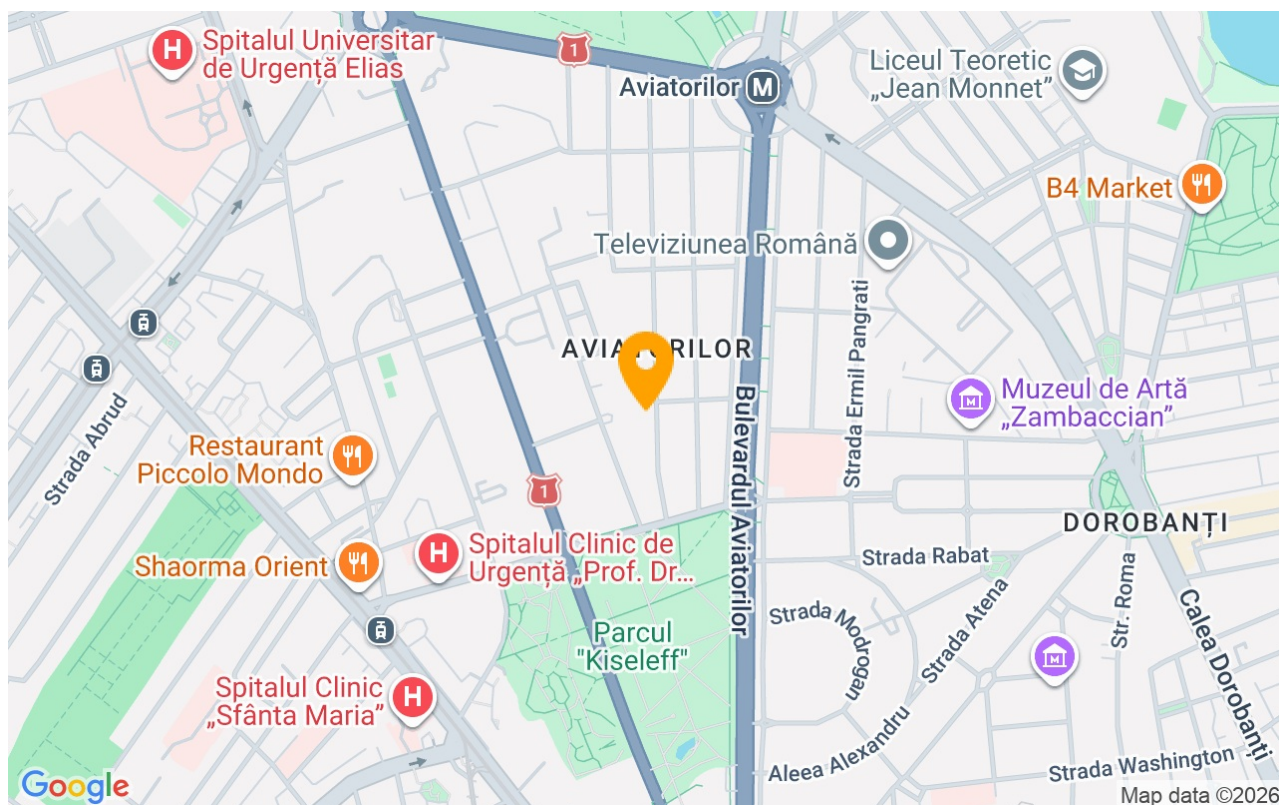 Spitalul Universitar
de Urgență Elias
1
Aviatorilor
M
Liceul Teoretic
„Jean Monnet”
H
B4 Market
Televiziunea Română
Strada Ermil Pangrati
AVIATORILOR
Bulevardul Aviatorilor
Muzeul de Artă
„Zambaccian”
Strada Abrud
Restaurant
Piccolo Mondo
1
DOROBANȚI
H
Spitalul Clinic de
Urgență „Prof. Dr...
Shaorma Orient
Strada Rabat
Strada Atena
Str. Roma
Calea Dorobanți
Strada Modrogan
Parcul
"Kiseleff"
M
Spitalul Clinic
„Sfânta Maria”
H
Aleea Alexandru
Strada Washington
Google
Map data ©2026